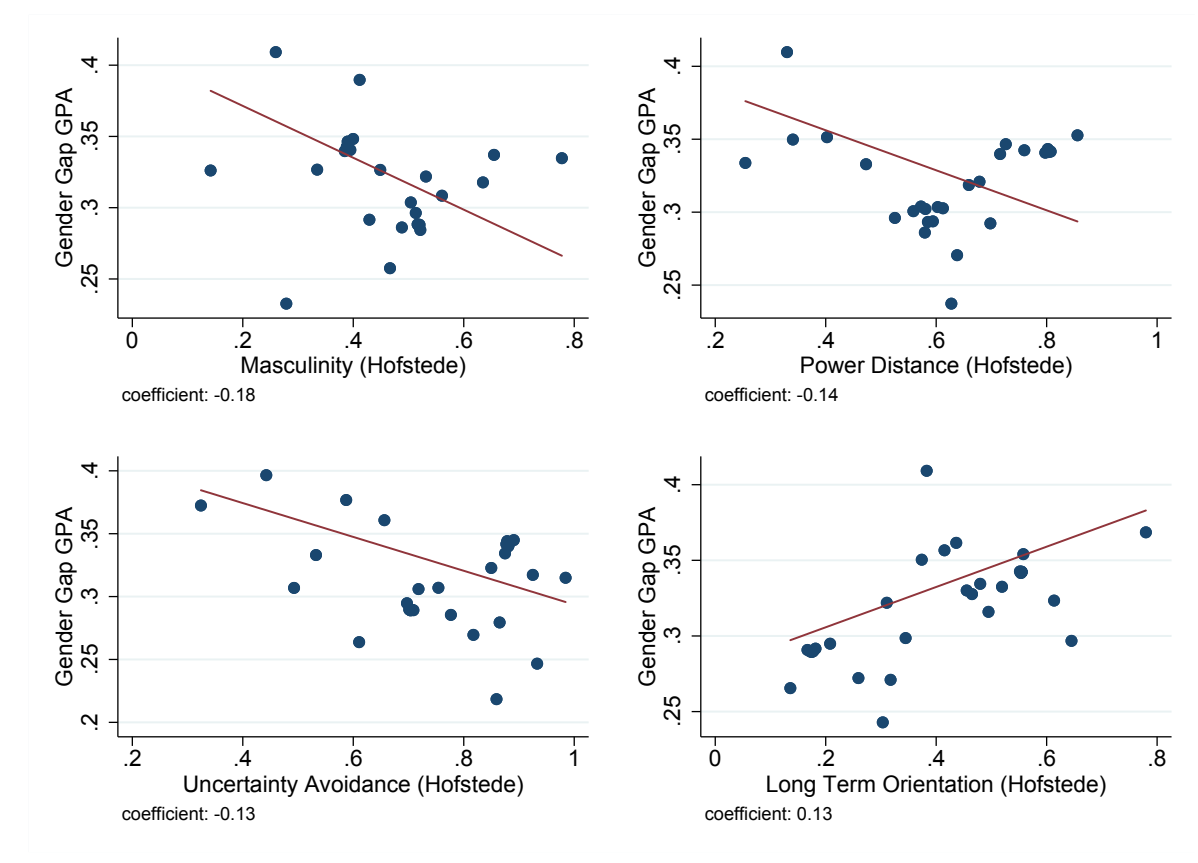 Gender Gap GPA
.4
.35
.3
.25
0 .2 .4 .6 .8
Masculinity (Hofstede)
coefficient: -0.18
Gender Gap GPA
.4
.35
.3
.25
.2 .4 .6 .8 1
Power Distance (Hofstede)
coefficient: -0.14
Gender Gap GPA
.4
.35
.3
.25
.2
.2 .4 .6 .8 1
Uncertainty Avoidance (Hofstede)
coefficient: -0.13
Gender Gap GPA
.4
.35
.3
.25
0 .2 .4 .6 .8
Long Term Orientation (Hofstede)
coefficient: 0.13